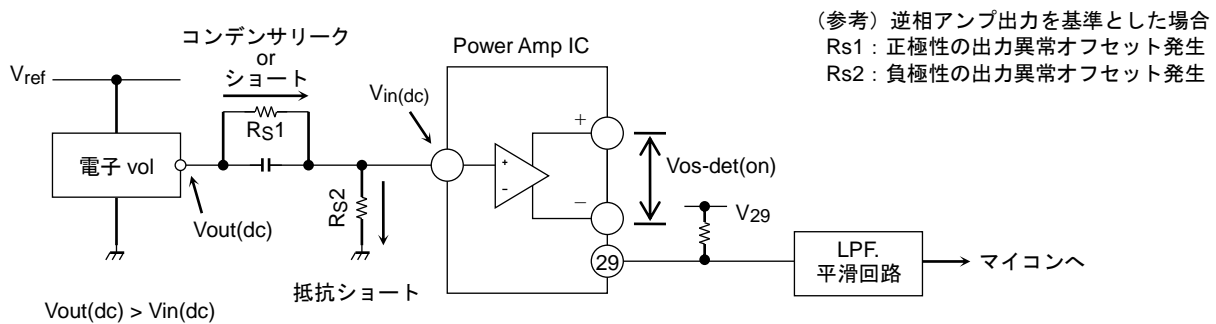 (参考)逆相アンプ出力を基準とした場合
Rs1:正極性の出力異常オフセット発生
Rs2:負極性の出力異常オフセット発生
コンデンサリーク
or
ショート
Power Amp IC
Vref
Vin(dc)
RS1
電子 vol
Vout(dc)
RS2
抵抗ショート
+
-
+
−
Vos-det(on)
V29
29
LPF.
平滑回路
マイコンへ
Vout(dc) > Vin(dc)